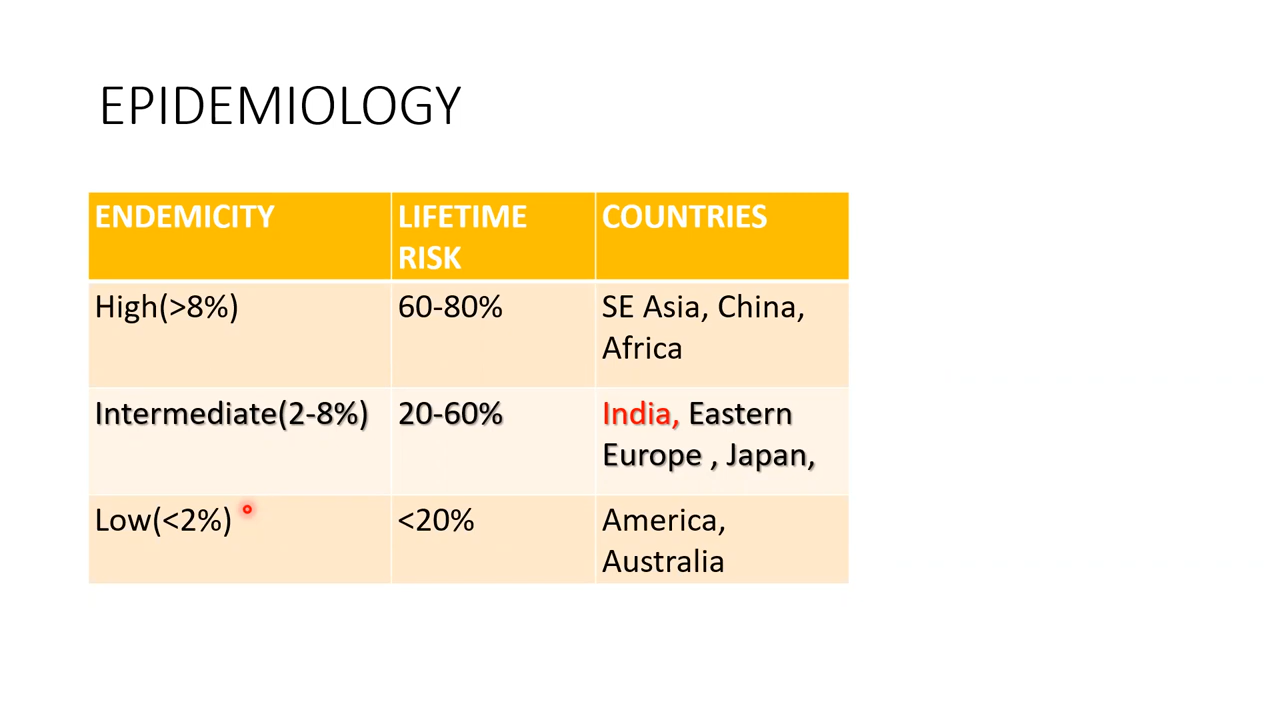 EPIDEMIOLOGY
ENDEMICITY
LIFETIME
RISK
COUNTRIES
High(>8%)
60-80%
SE Asia, China,
Africa
Intermediate(2-8%)
20-60%
India, Eastern
Europe , Japan,
Low(<2%)
<20%
America,
Australia